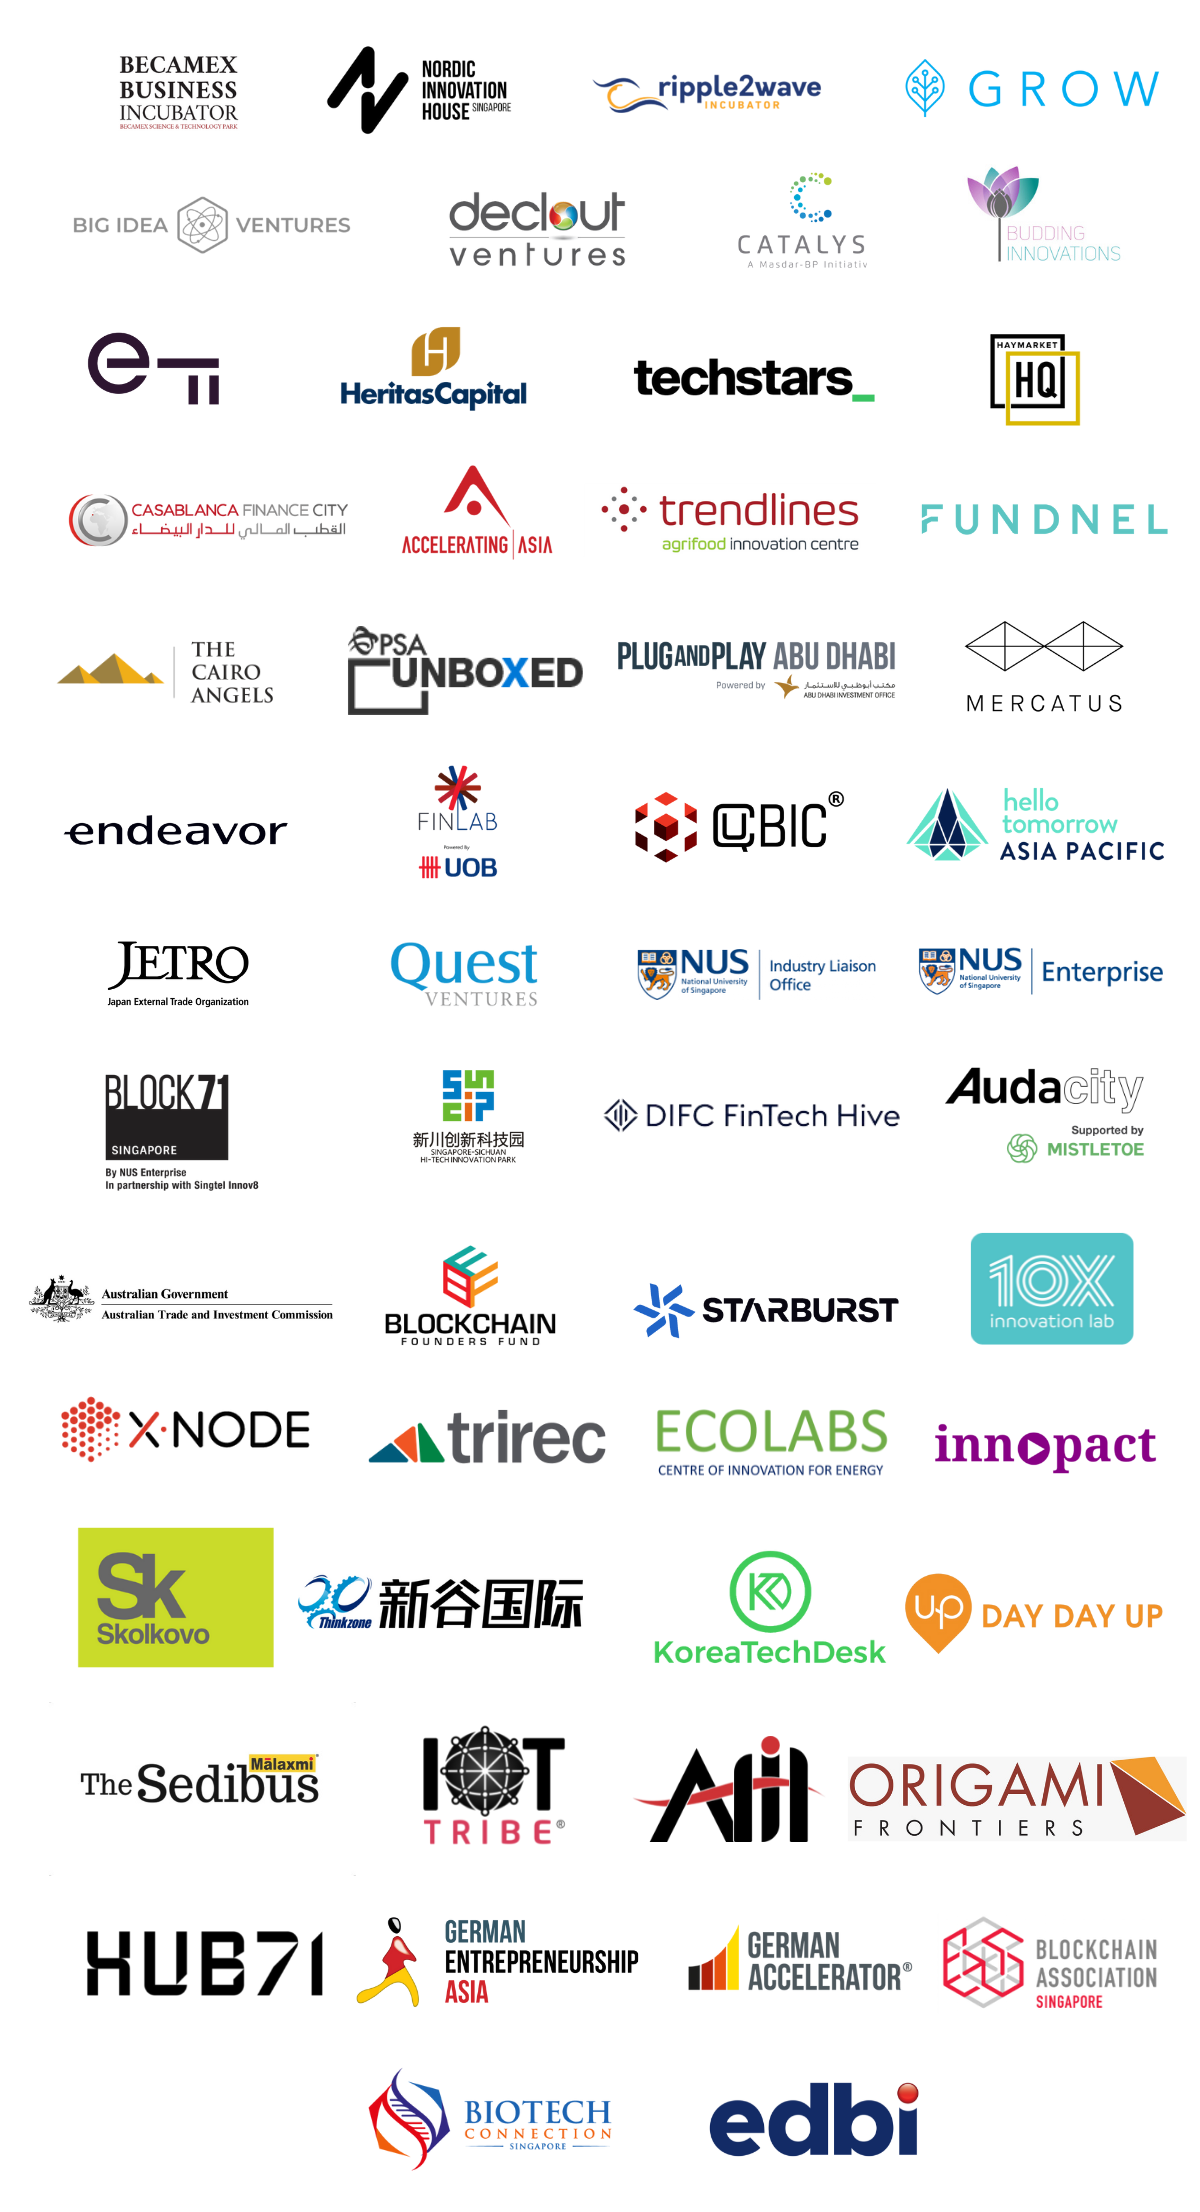 BECAMEX
BUSINESS
INCUBATOR
BECAMEX SCIENCE & TECHNOLOGY PARK
NORDIC
INNOVATION
HOUSE SINGAPORE
ripple2wave
INCUBATOR
GROW
BIG IDEA VENTURES
declout
ventures
CATALYS
A Masdar-BP Initiativ
BUDDING
INNOVATIONS
H
HeritasCapital
techstars_
HAYMARKET
HQ
CASABLANCA FINANCE CITY
القطب المالي للدار البيضاء
ACCELERATING ASIA
trendlines
agrifood innovation centre
FUNDNEL
THE
CAIRO
ANGELS
PSA
UNBOXED
PLUG AND PLAY ABU DHABI
Powered by
مكتب أبوظبي للاستثمار
ABU DHABI INVESTMENT OFFICE
MERCATUS
endeavor
FINLAB
Powered By
UOB
QBIC®
hello
tomorrow
ASIA PACIFIC
JETRO
Japan External Trade Organization
Quest
VENTURES
NUS
National University
of Singapore
Industry Liaison
Office
NUS
National University
of Singapore
Enterprise
BLOCK71
SINGAPORE
By NUS Enterprise
In partnership with Singtel Innov8
新川创新科技园
SINGAPORE-SICHUAN
HI-TECH INNOVATION PARK
DIFC FinTech Hive
Audacity
Supported by
MISTLETOE
Australian Government
Australian Trade and Investment Commission
BLOCKCHAIN
FOUNDERS FUND
STARBURST
10X
innovation lab
X·NODE
trirec
ECOLABS
CENTRE OF INNOVATION FOR ENERGY
innopact
Sk
Skolkovo
Thinkzone
新谷国际
KoreaTechDesk
up
DAY DAY UP
Mālaxmi
The Sedibus
IOT
TRIBE®
ORIGAMI
FRONTIERS
HUB71
GERMAN
ENTREPRENEURSHIP
ASIA
GERMAN
ACCELERATOR®
BLOCKCHAIN
ASSOCIATION
SINGAPORE
BIOTECH
CONNECTION
SINGAPORE
edbi